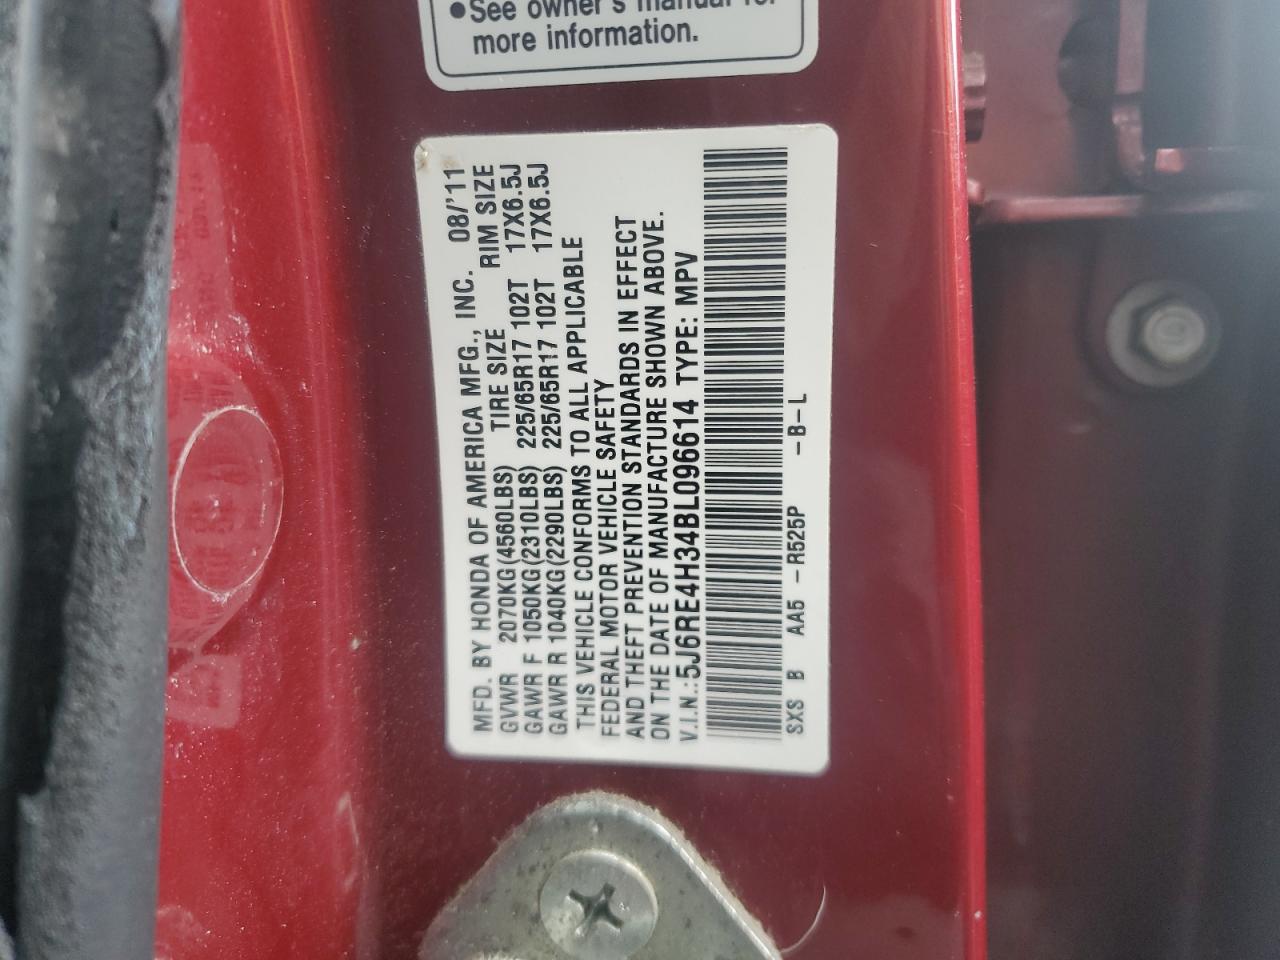 ●See owner's manual for
more information.
MFD. BY HONDA OF AMERICA MFG., INC. 08/'11
GVWR 2070KG(4560LBS) TIRE SIZE RIM SIZE
GAWR F 1050KG(2310LBS) 225/65R17 102T 17X6.5J
GAWR R 1040KG(2290LBS) 225/65R17 102T 17X6.5J
THIS VEHICLE CONFORMS TO ALL APPLICABLE
FEDERAL MOTOR VEHICLE SAFETY
AND THEFT PREVENTION STANDARDS IN EFFECT
ON THE DATE OF MANUFACTURE SHOWN ABOVE.
V.I.N.:5J6RE4H34BL096614 TYPE: MPV
SXS B AA5 -R525P -B-L